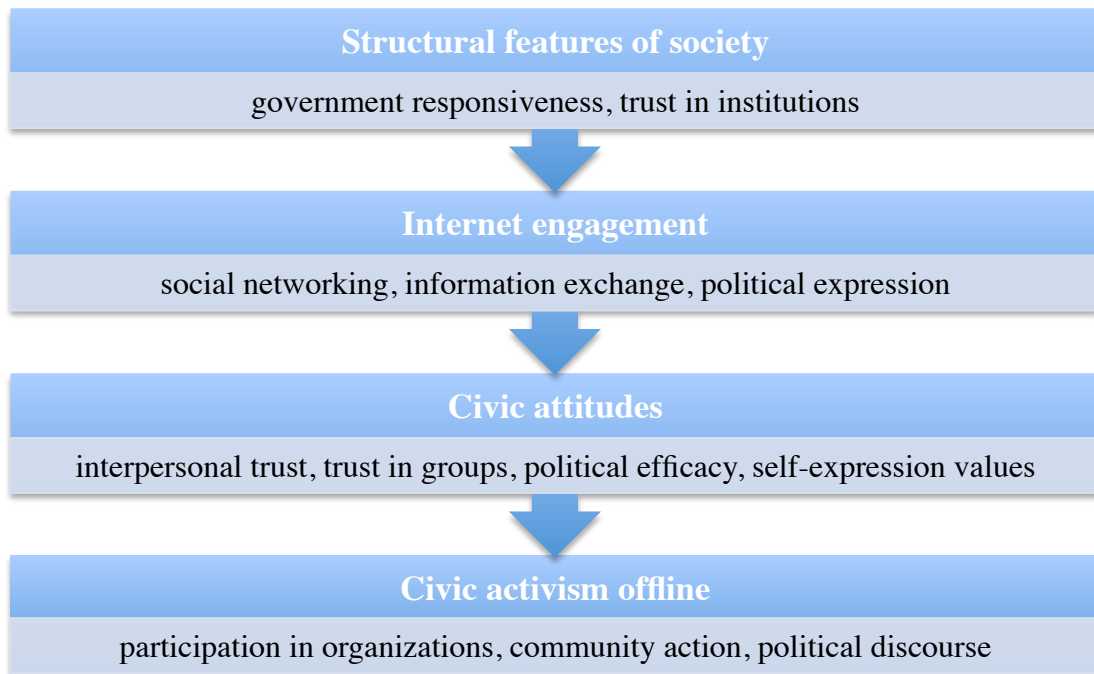 Structural features of society
government responsiveness, trust in institutions
Internet engagement
social networking, information exchange, political expression
Civic attitudes
interpersonal trust, trust in groups, political efficacy, self-expression values
Civic activism offline
participation in organizations, community action, political discourse